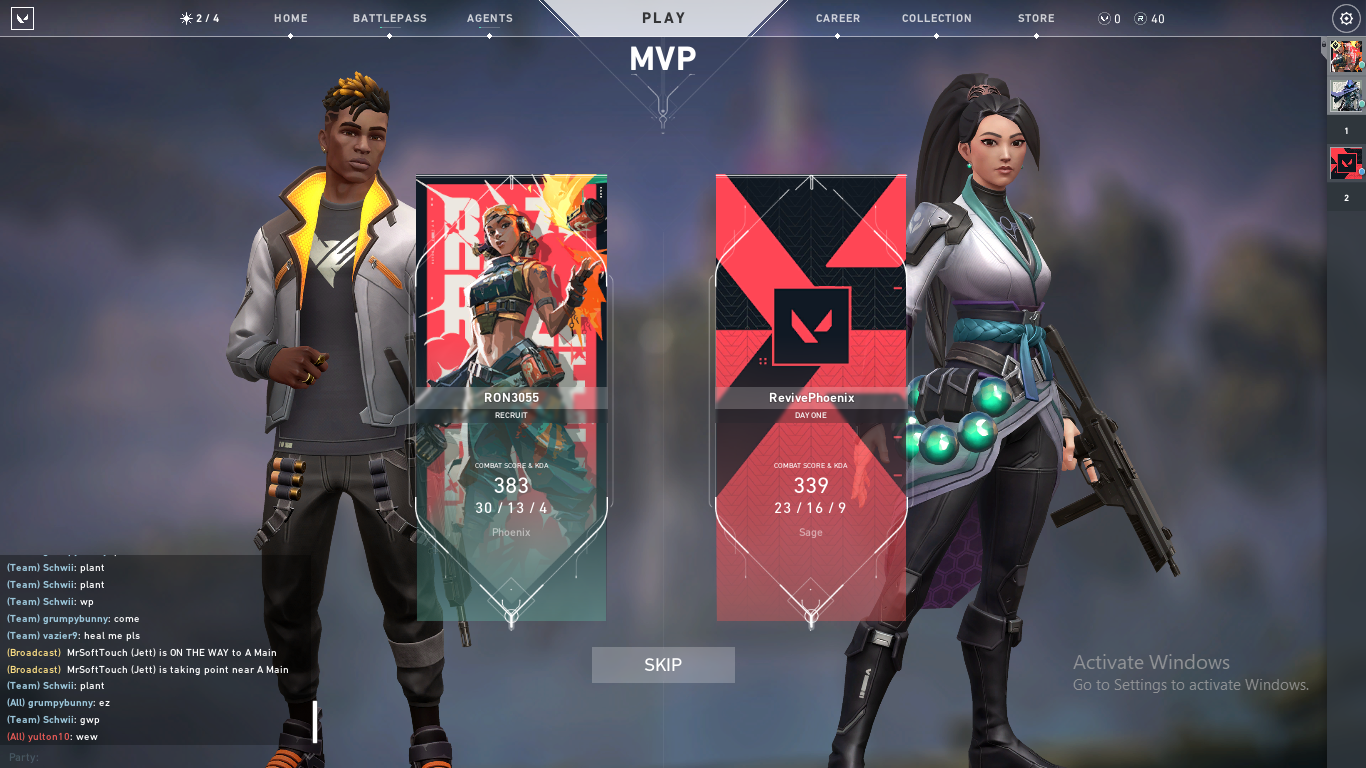 2 / 4
HOME
BATTLEPASS
AGENTS
PLAY
CAREER
COLLECTION
STORE
0
R 40
MVP
1
2
RON3055
RECRUIT
COMBAT SCORE & KDA
383
30 / 13 / 4
Phoenix
RevivePhoenix
DAY ONE
COMBAT SCORE & KDA
339
23 / 16 / 9
Sage
SKIP
(Team) Schwii: plant
(Team) Schwii: plant
(Team) Schwii: wp
(Team) grumpybunny: come
(Team) vazier9: heal me pls
(Broadcast) MrSoftTouch (Jett) is ON THE WAY to A Main
(Broadcast) MrSoftTouch (Jett) is taking point near A Main
(Team) Schwii: plant
(All) grumpybunny: ez
(Team) Schwii: gwp
(All) yulton10: wew
Party:
Activate Windows
Go to Settings to activate Windows.